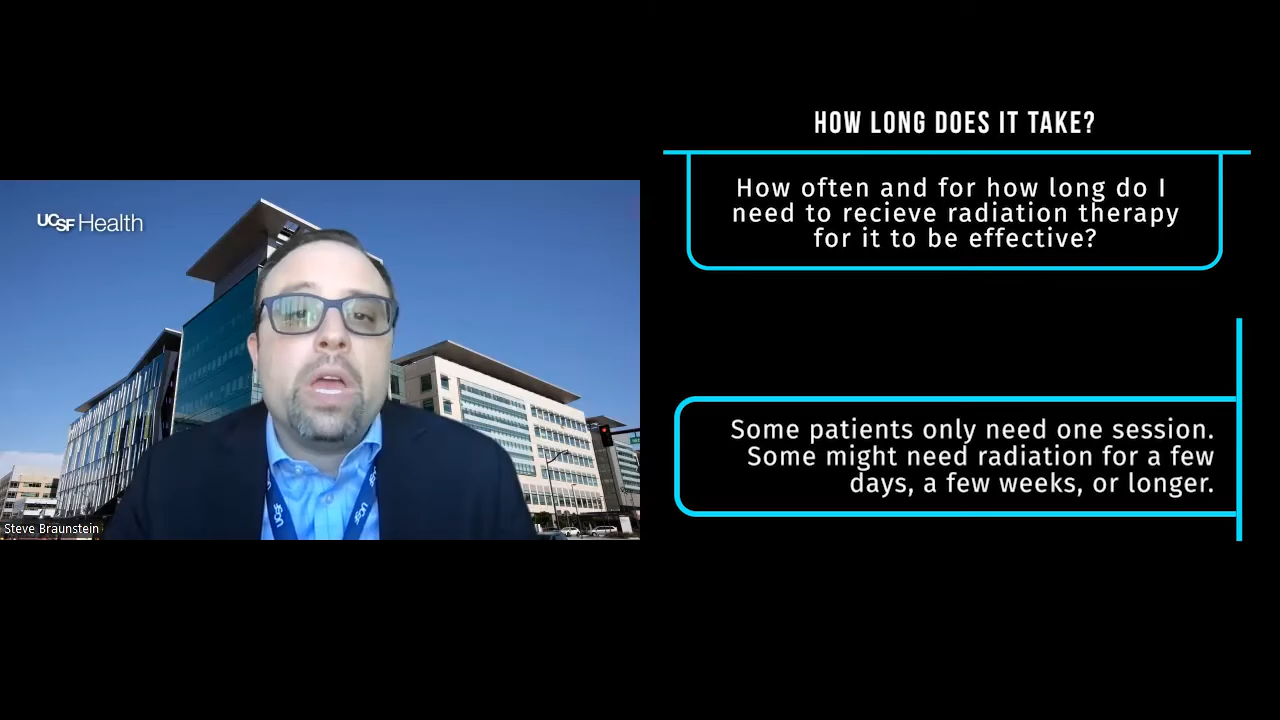 UCSF Health
Steve Braunstein
UCSF
UCSF
HOW LONG DOES IT TAKE?
How often and for how long do I
need to recieve radiation therapy
for it to be effective?
Some patients only need one session.
Some might need radiation for a few
days, a few weeks, or longer.